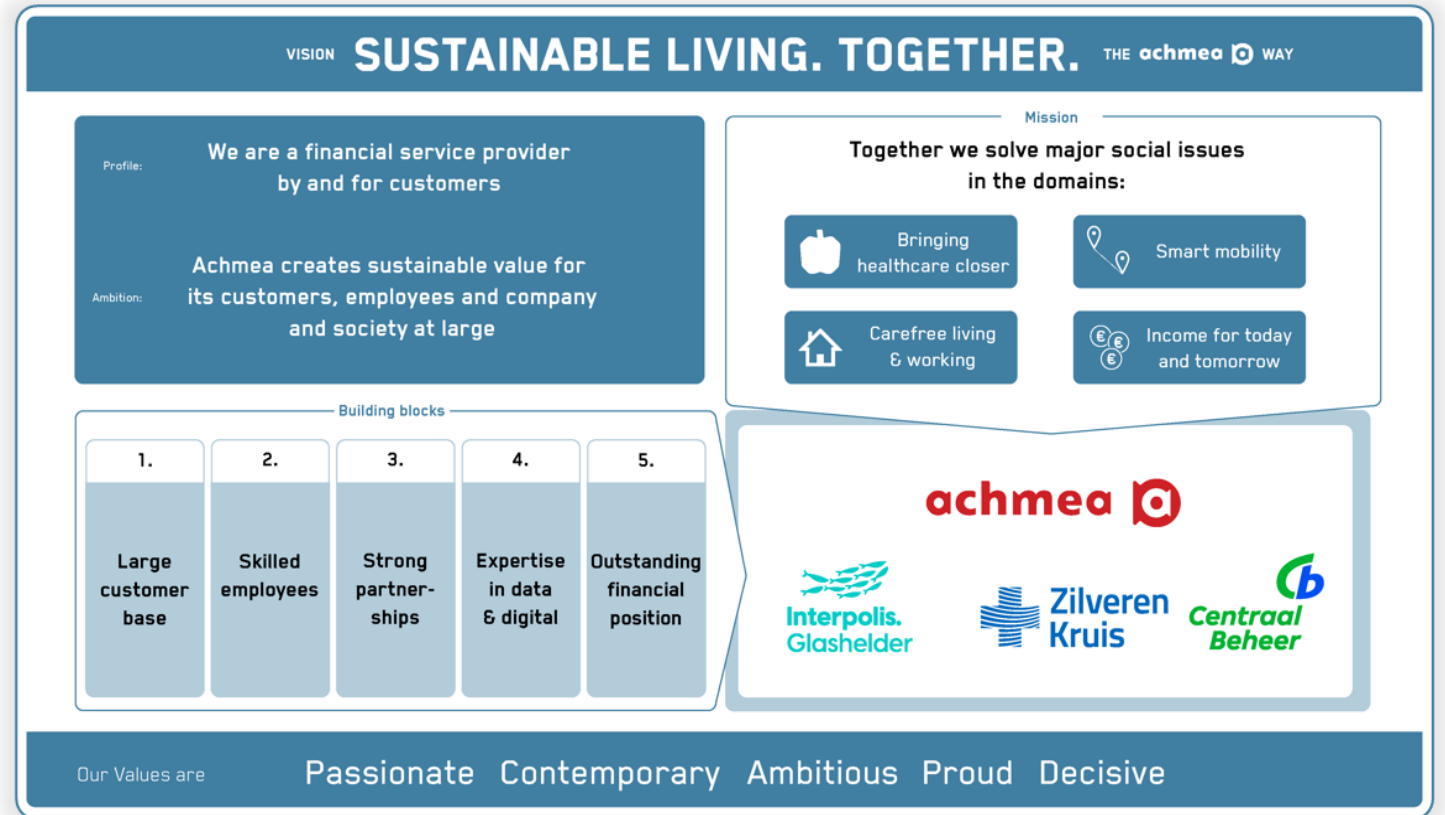 VISION SUSTAINABLE LIVING. TOGETHER. THE achmea WAY
Profile:
We are a financial service provider
by and for customers
Ambition:
Achmea creates sustainable value for
its customers, employees and company
and society at large
Mission
Together we solve major social issues
in the domains:
Bringing
healthcare closer
Smart mobility
Carefree living
& working
Income for today
and tomorrow
Building blocks
1.
Large
customer
base
2.
Skilled
employees
3.
Strong
partner-
ships
4.
Expertise
in data
& digital
5.
Outstanding
financial
position
achmea
Interpolis.
Glashelder
Zilveren
Kruis
Cb
Centraal
Beheer
Our Values are Passionate Contemporary Ambitious Proud Decisive